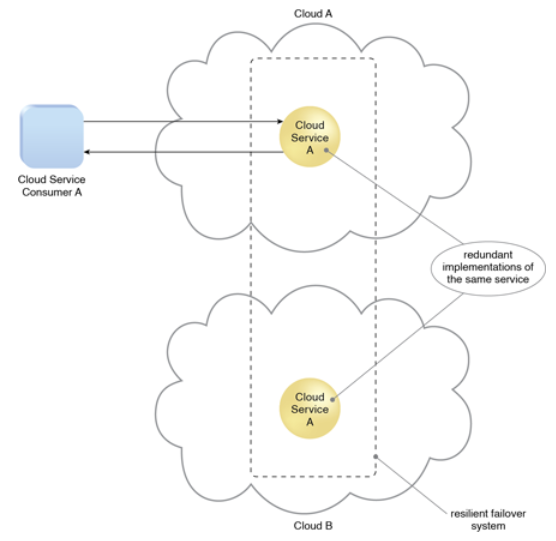 Cloud A
Cloud
Service
A
Cloud Service
Consumer A
redundant
implementations of
the same service
Cloud
Service
A
resilient failover
system
Cloud B